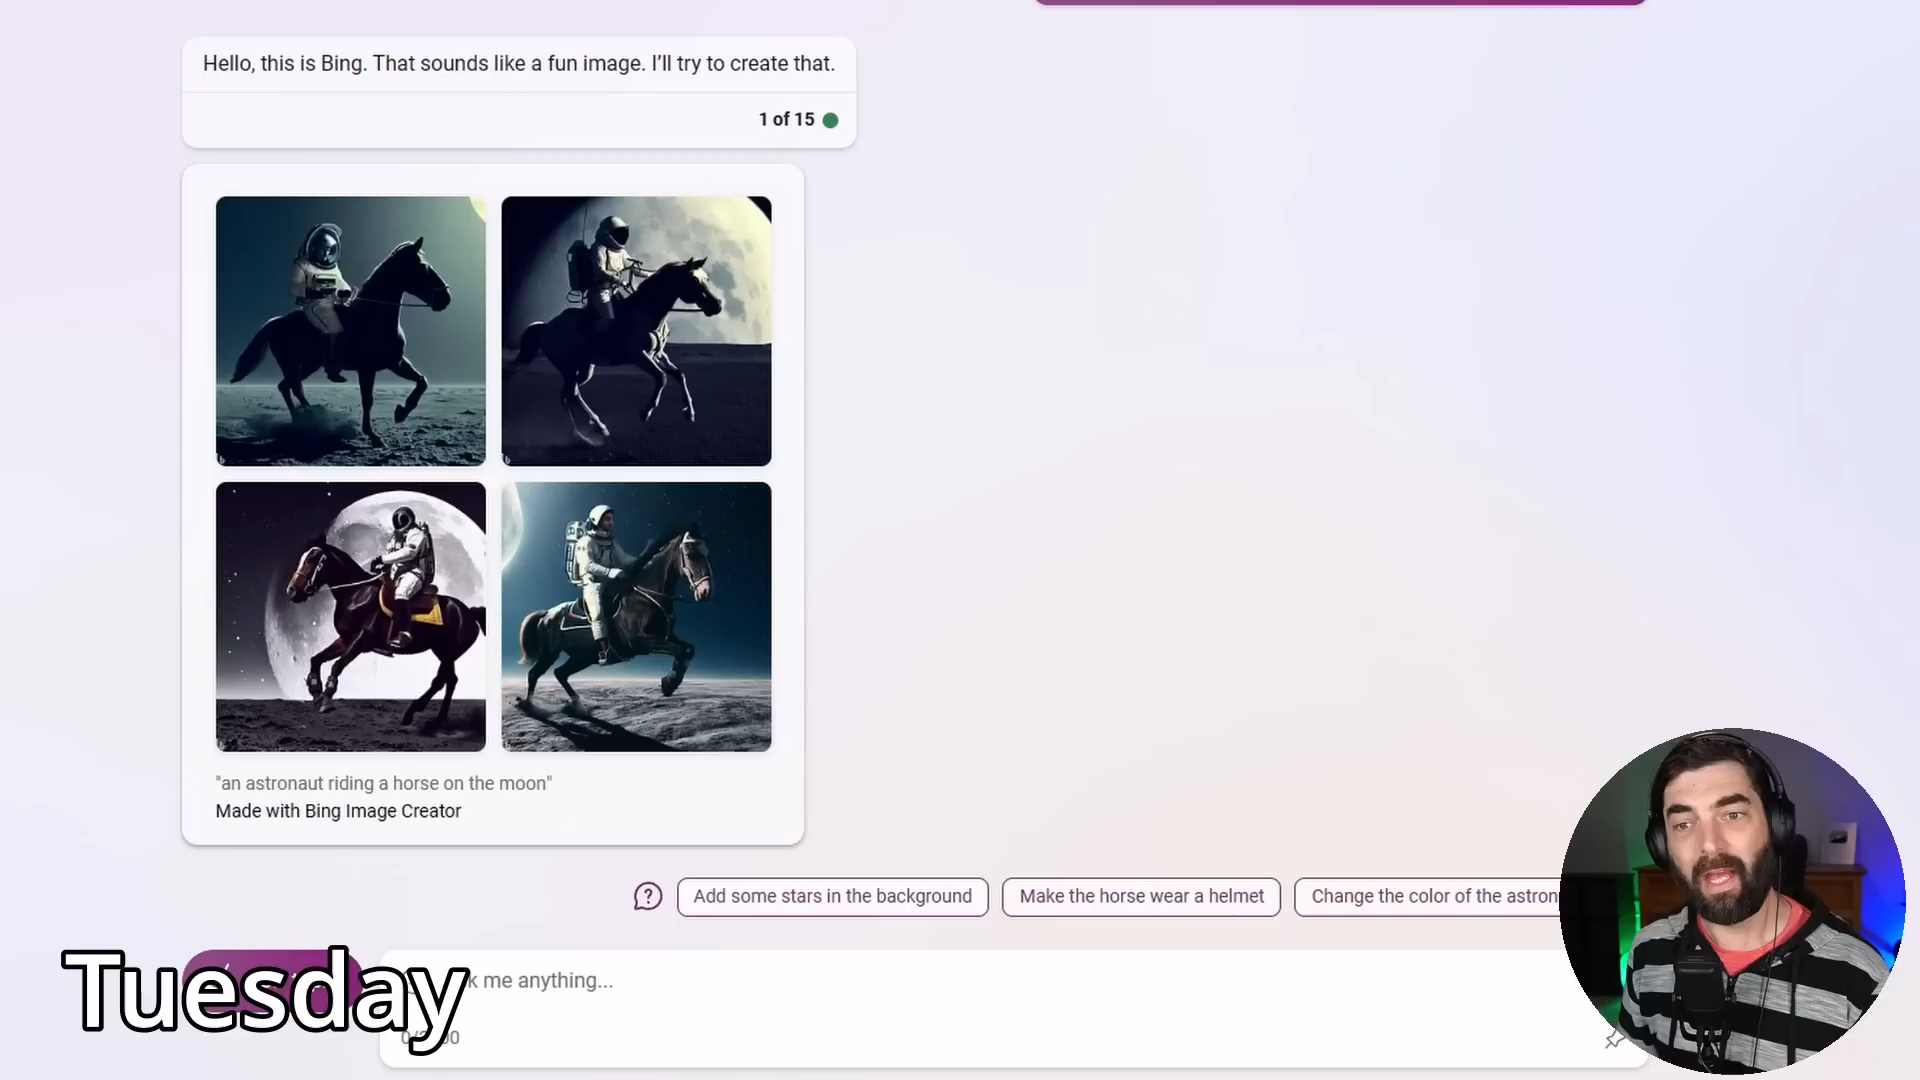 Hello, this is Bing. That sounds like a fun image. I'll try to create that.
1 of 15
"an astronaut riding a horse on the moon"
Made with Bing Image Creator
Add some stars in the background
Make the horse wear a helmet
Change the color of the
me anything...
Tuesday